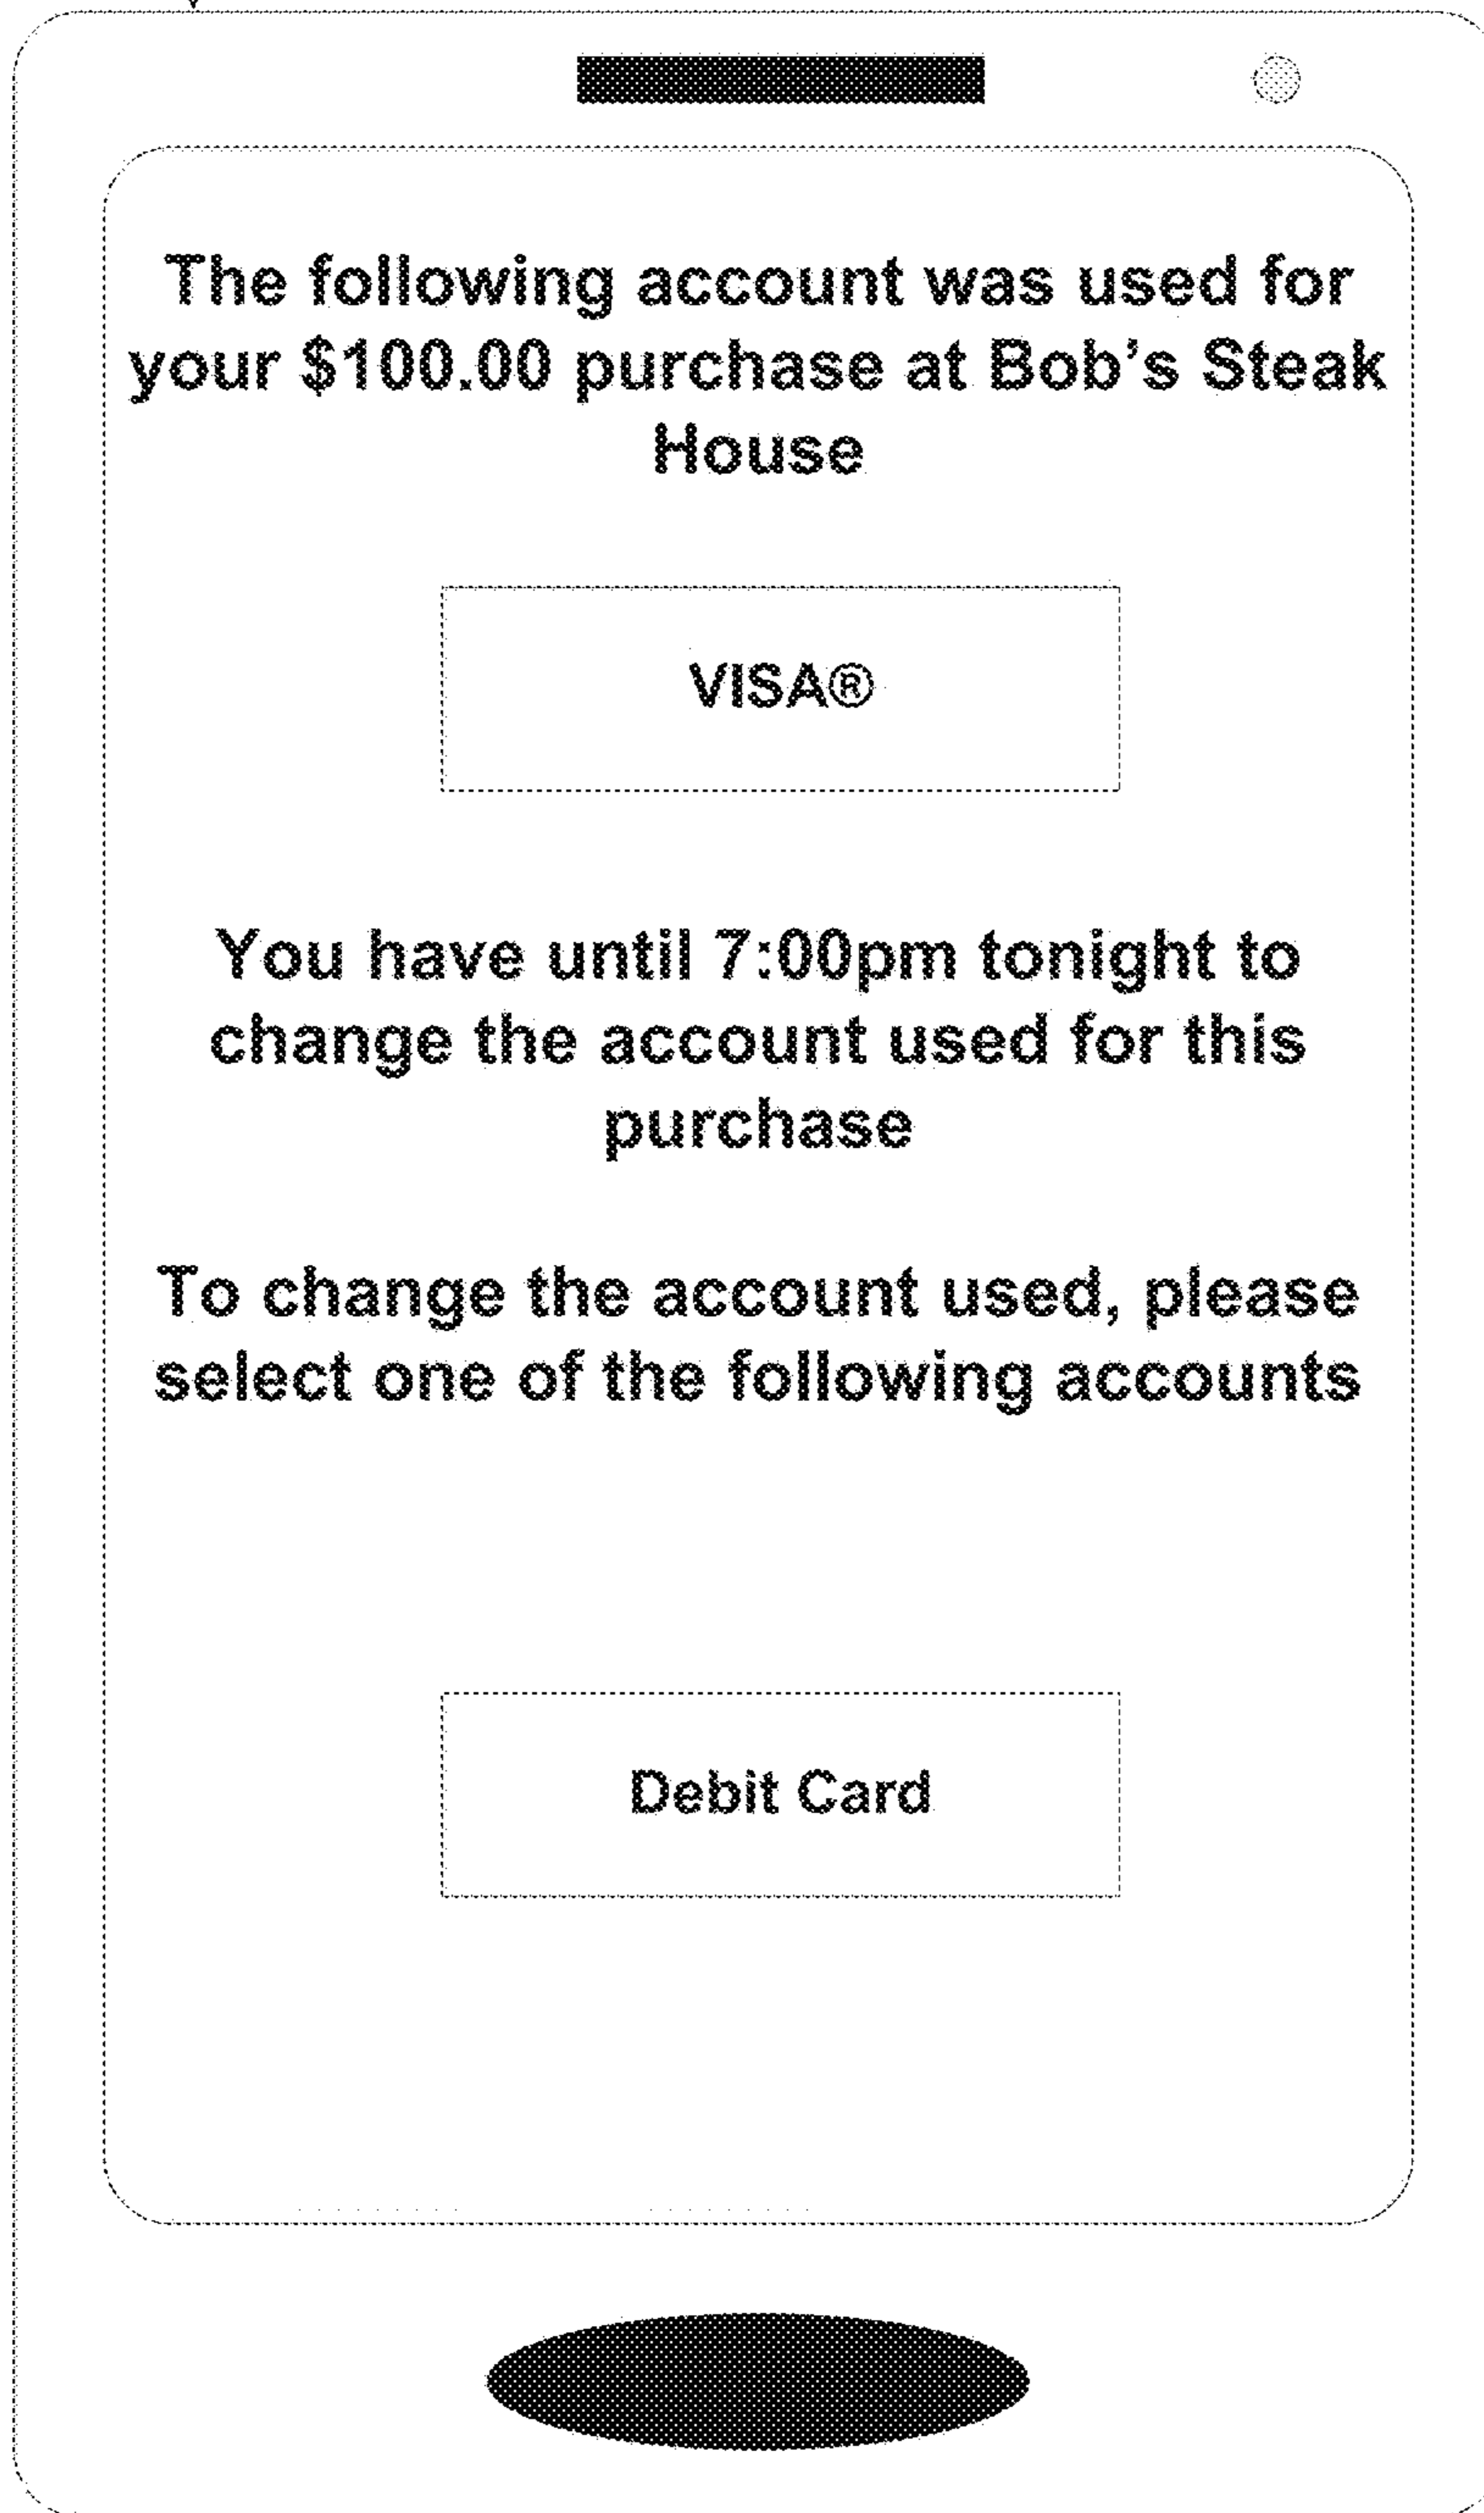 The following account was used for
your $100.00 purchase at Bob’s Steak
House
VISA®
You have until 7:00pm tonight to
change the account used for this
purchase
To change the account used, please
select one of the following accounts
Debit Card